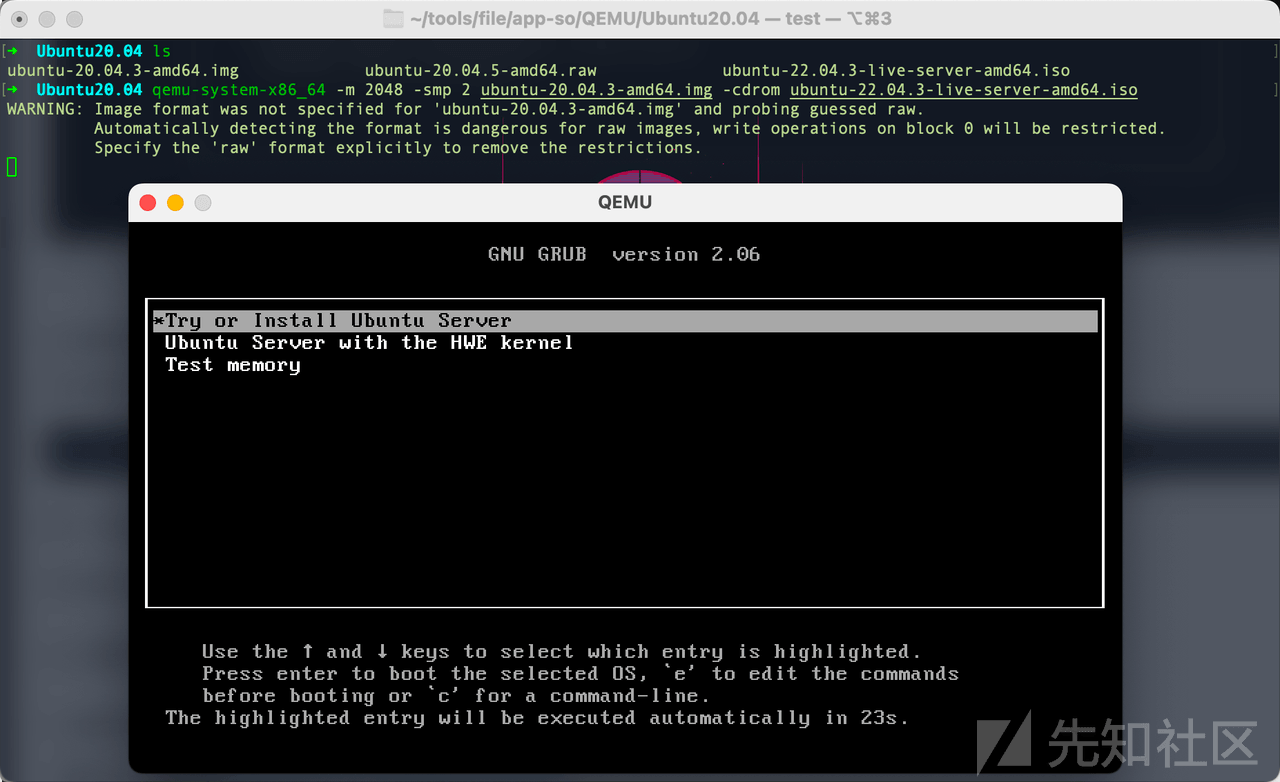 ~/tools/file/app-so/QEMU/Ubuntu20.04 — test — ⌥⌘3
[➜  Ubuntu20.04 ls ]
ubuntu-20.04.3-amd64.img ubuntu-20.04.5-amd64.raw ubuntu-22.04.3-live-server-amd64.iso
[➜  Ubuntu20.04 qemu-system-x86_64 -m 2048 -smp 2 ubuntu-20.04.3-amd64.img -cdrom ubuntu-22.04.3-live-server-amd64.iso ]
WARNING: Image format was not specified for 'ubuntu-20.04.3-amd64.img' and probing guessed raw.
Automatically detecting the format is dangerous for raw images, write operations on block 0 will be restricted.
Specify the 'raw' format explicitly to remove the restrictions.
QEMU
GNU GRUB  version 2.06
*Try or Install Ubuntu Server
Ubuntu Server with the HWE kernel
Test memory
Use the ↑ and ↓ keys to select which entry is highlighted.
Press enter to boot the selected OS, `e' to edit the commands
before booting or `c' for a command-line.
The highlighted entry will be executed automatically in 23s.
先知社区